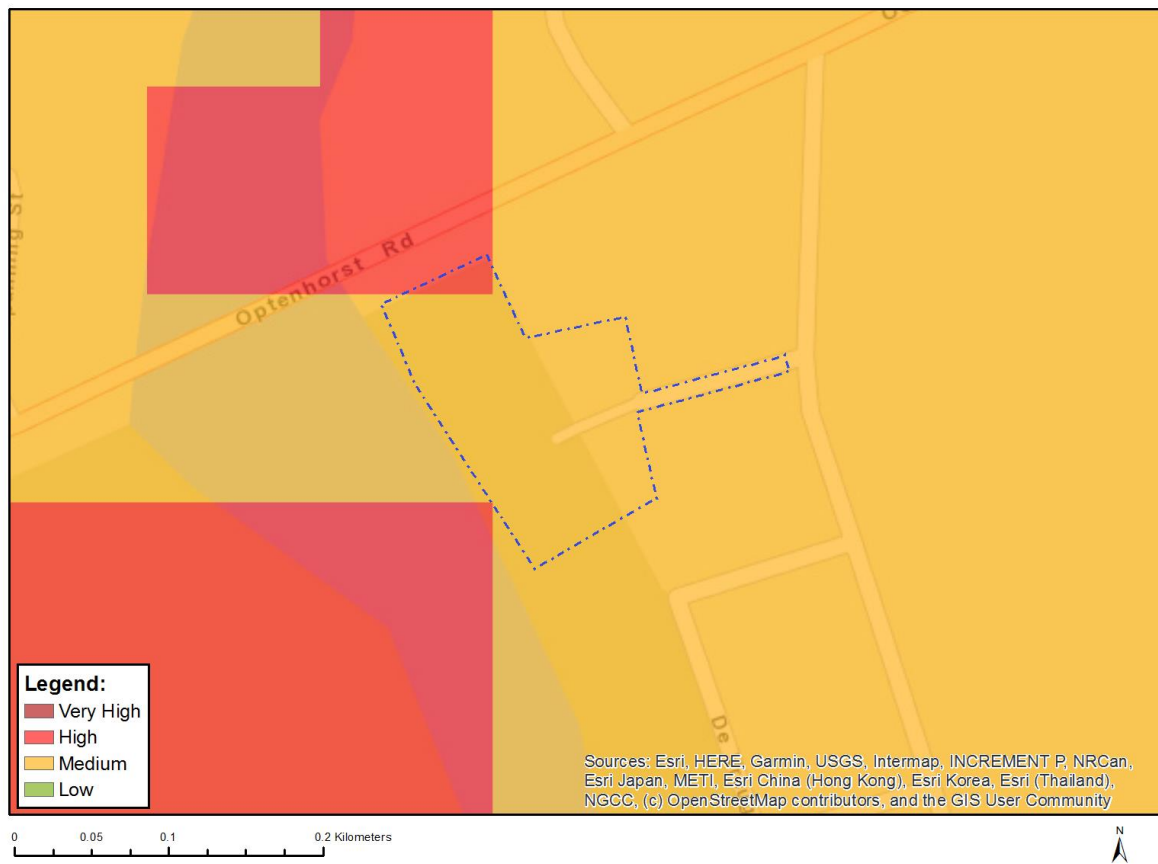 Optenhorst Rd
De
Legend:
Very High
High
Medium
Low
Sources: Esri, HERE, Garmin, USGS, Intermap, INCREMENT P, NRCan,
Esri Japan, METI, Esri China (Hong Kong), Esri Korea, Esri (Thailand),
NGCC, (c) OpenStreetMap contributors, and the GIS User Community
0 0.05 0.1 0.2 Kilometers
N